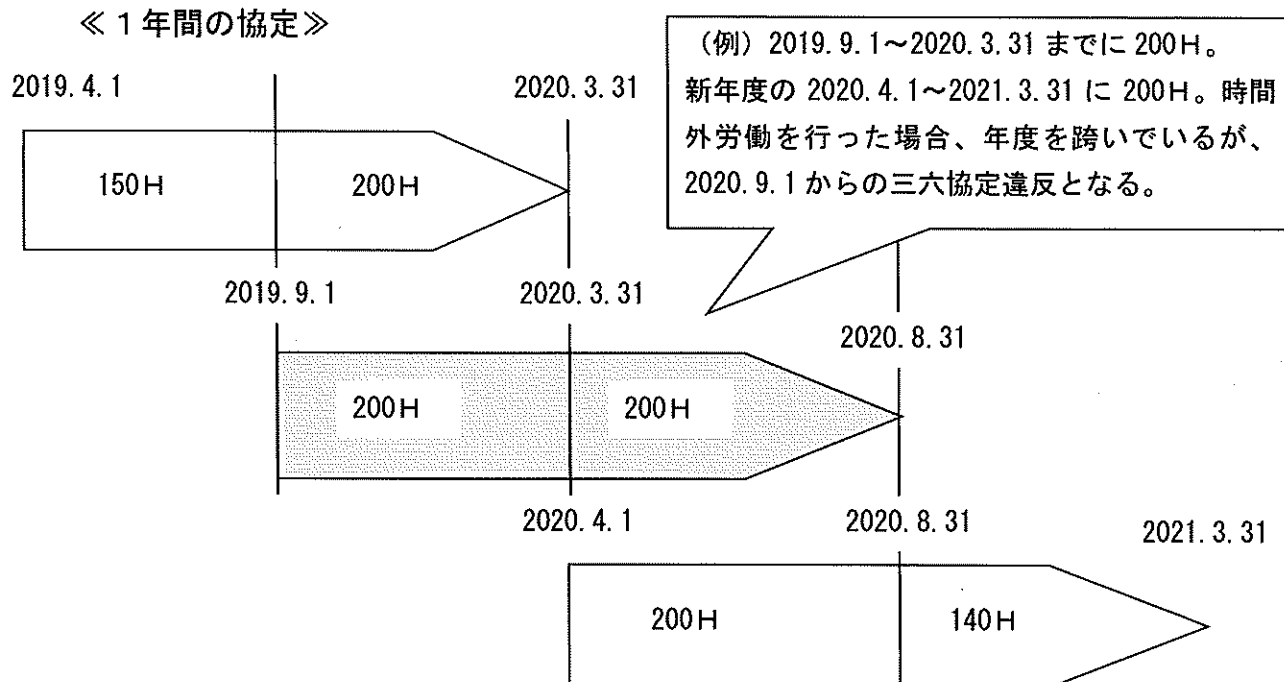 ≪１年間の協定≫
（例）2019.9.1～2020.3.31 までに 200H。
新年度の 2020.4.1～2021.3.31 に 200H。時間
外労働を行った場合、年度を跨いでいるが、
2020.9.1 からの三六協定違反となる。
2019.4.1
2020.3.31
150H
200H
2019.9.1
2020.3.31
2020.8.31
200H
200H
2020.4.1
2020.8.31
2021.3.31
200H
140H